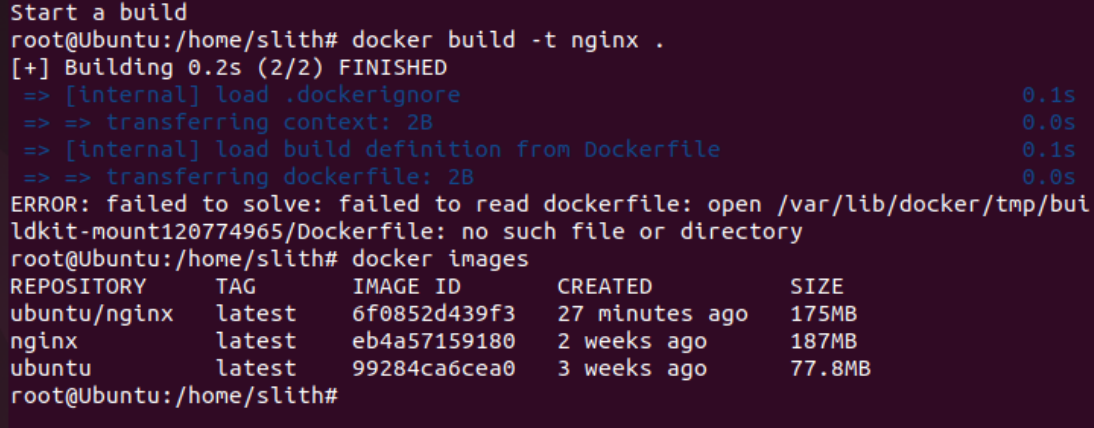 Start a build
root@Ubuntu:/home/slith# docker build -t nginx .
[+] Building 0.2s (2/2) FINISHED
 => [internal] load .dockerignore 0.1s
 => => transferring context: 2B 0.0s
 => [internal] load build definition from Dockerfile 0.1s
 => => transferring dockerfile: 2B 0.0s
ERROR: failed to solve: failed to read dockerfile: open /var/lib/docker/tmp/bui
ldkit-mount120774965/Dockerfile: no such file or directory
root@Ubuntu:/home/slith# docker images
REPOSITORY TAG IMAGE ID CREATED SIZE
ubuntu/nginx latest 6f0852d439f3 27 minutes ago 175MB
nginx latest eb4a57159180 2 weeks ago 187MB
ubuntu latest 99284ca6cea0 3 weeks ago 77.8MB
root@Ubuntu:/home/slith#